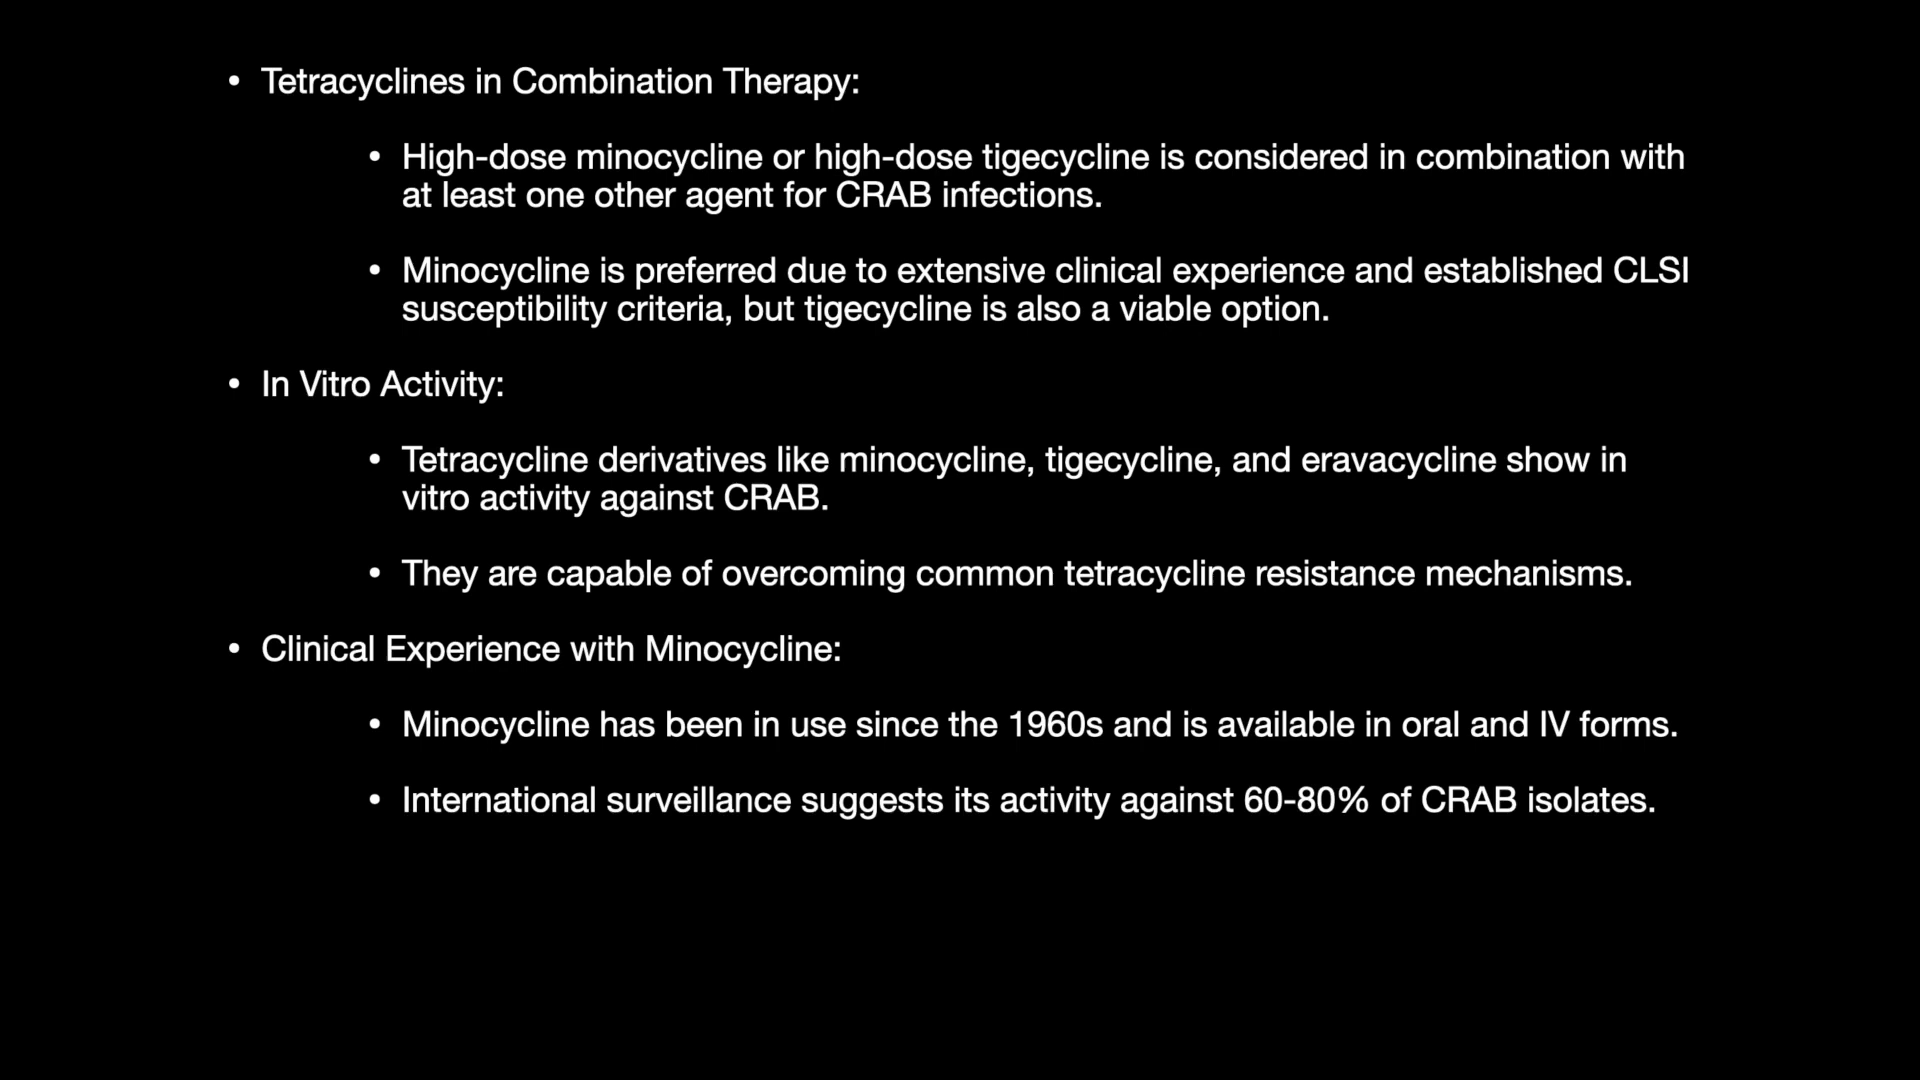 • Tetracyclines in Combination Therapy:
• High-dose minocycline or high-dose tigecycline is considered in combination with
at least one other agent for CRAB infections.
• Minocycline is preferred due to extensive clinical experience and established CLSI
susceptibility criteria, but tigecycline is also a viable option.
• In Vitro Activity:
• Tetracycline derivatives like minocycline, tigecycline, and eravacycline show in
vitro activity against CRAB.
• They are capable of overcoming common tetracycline resistance mechanisms.
• Clinical Experience with Minocycline:
• Minocycline has been in use since the 1960s and is available in oral and IV forms.
• International surveillance suggests its activity against 60-80% of CRAB isolates.